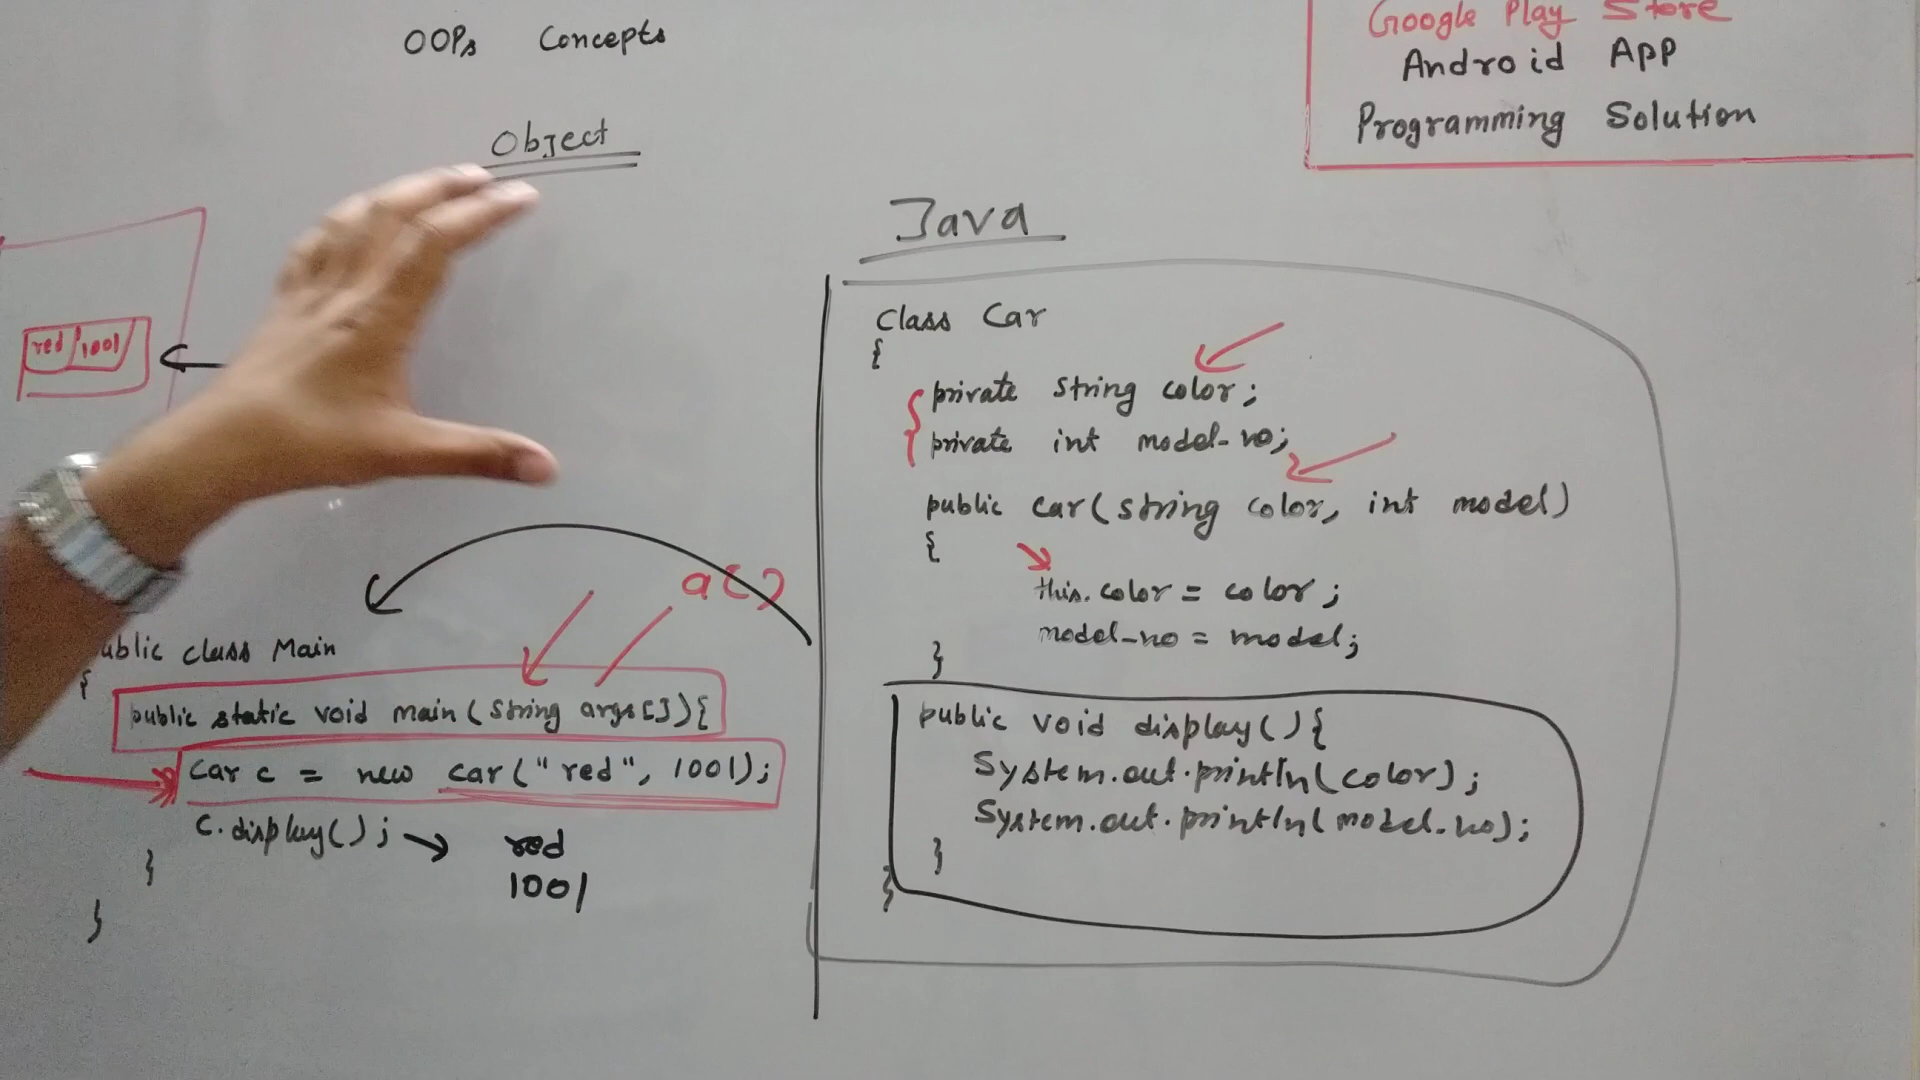 OOPs Concepts
Object
Google Play Store
Android App
Programming Solution
Java
red 1001
class Car
{
private String color;
private int model-no;
public car(string color, int model)
{
this.color = color;
model-no = model;
}
public void display(){
System.out.println(color);
System.out.println(model-no);
}
}
a()
ublic class Main
{
public static void main(String args[]){
Car c = new car("red", 1001);
C.display(); → red
1001
}
}